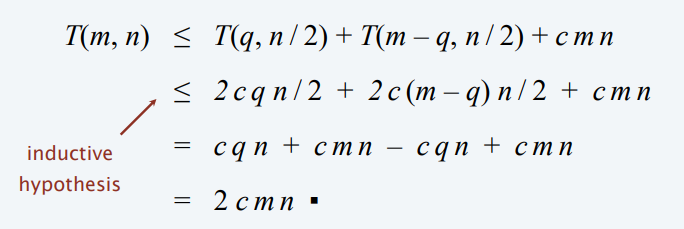 T(m, n) ≤ T(q, n / 2) + T(m – q, n / 2) + c m n
≤ 2 c q n / 2 + 2 c (m – q) n / 2 + c m n
= c q n + c m n – c q n + c m n
= 2 c m n ▪
inductive
hypothesis